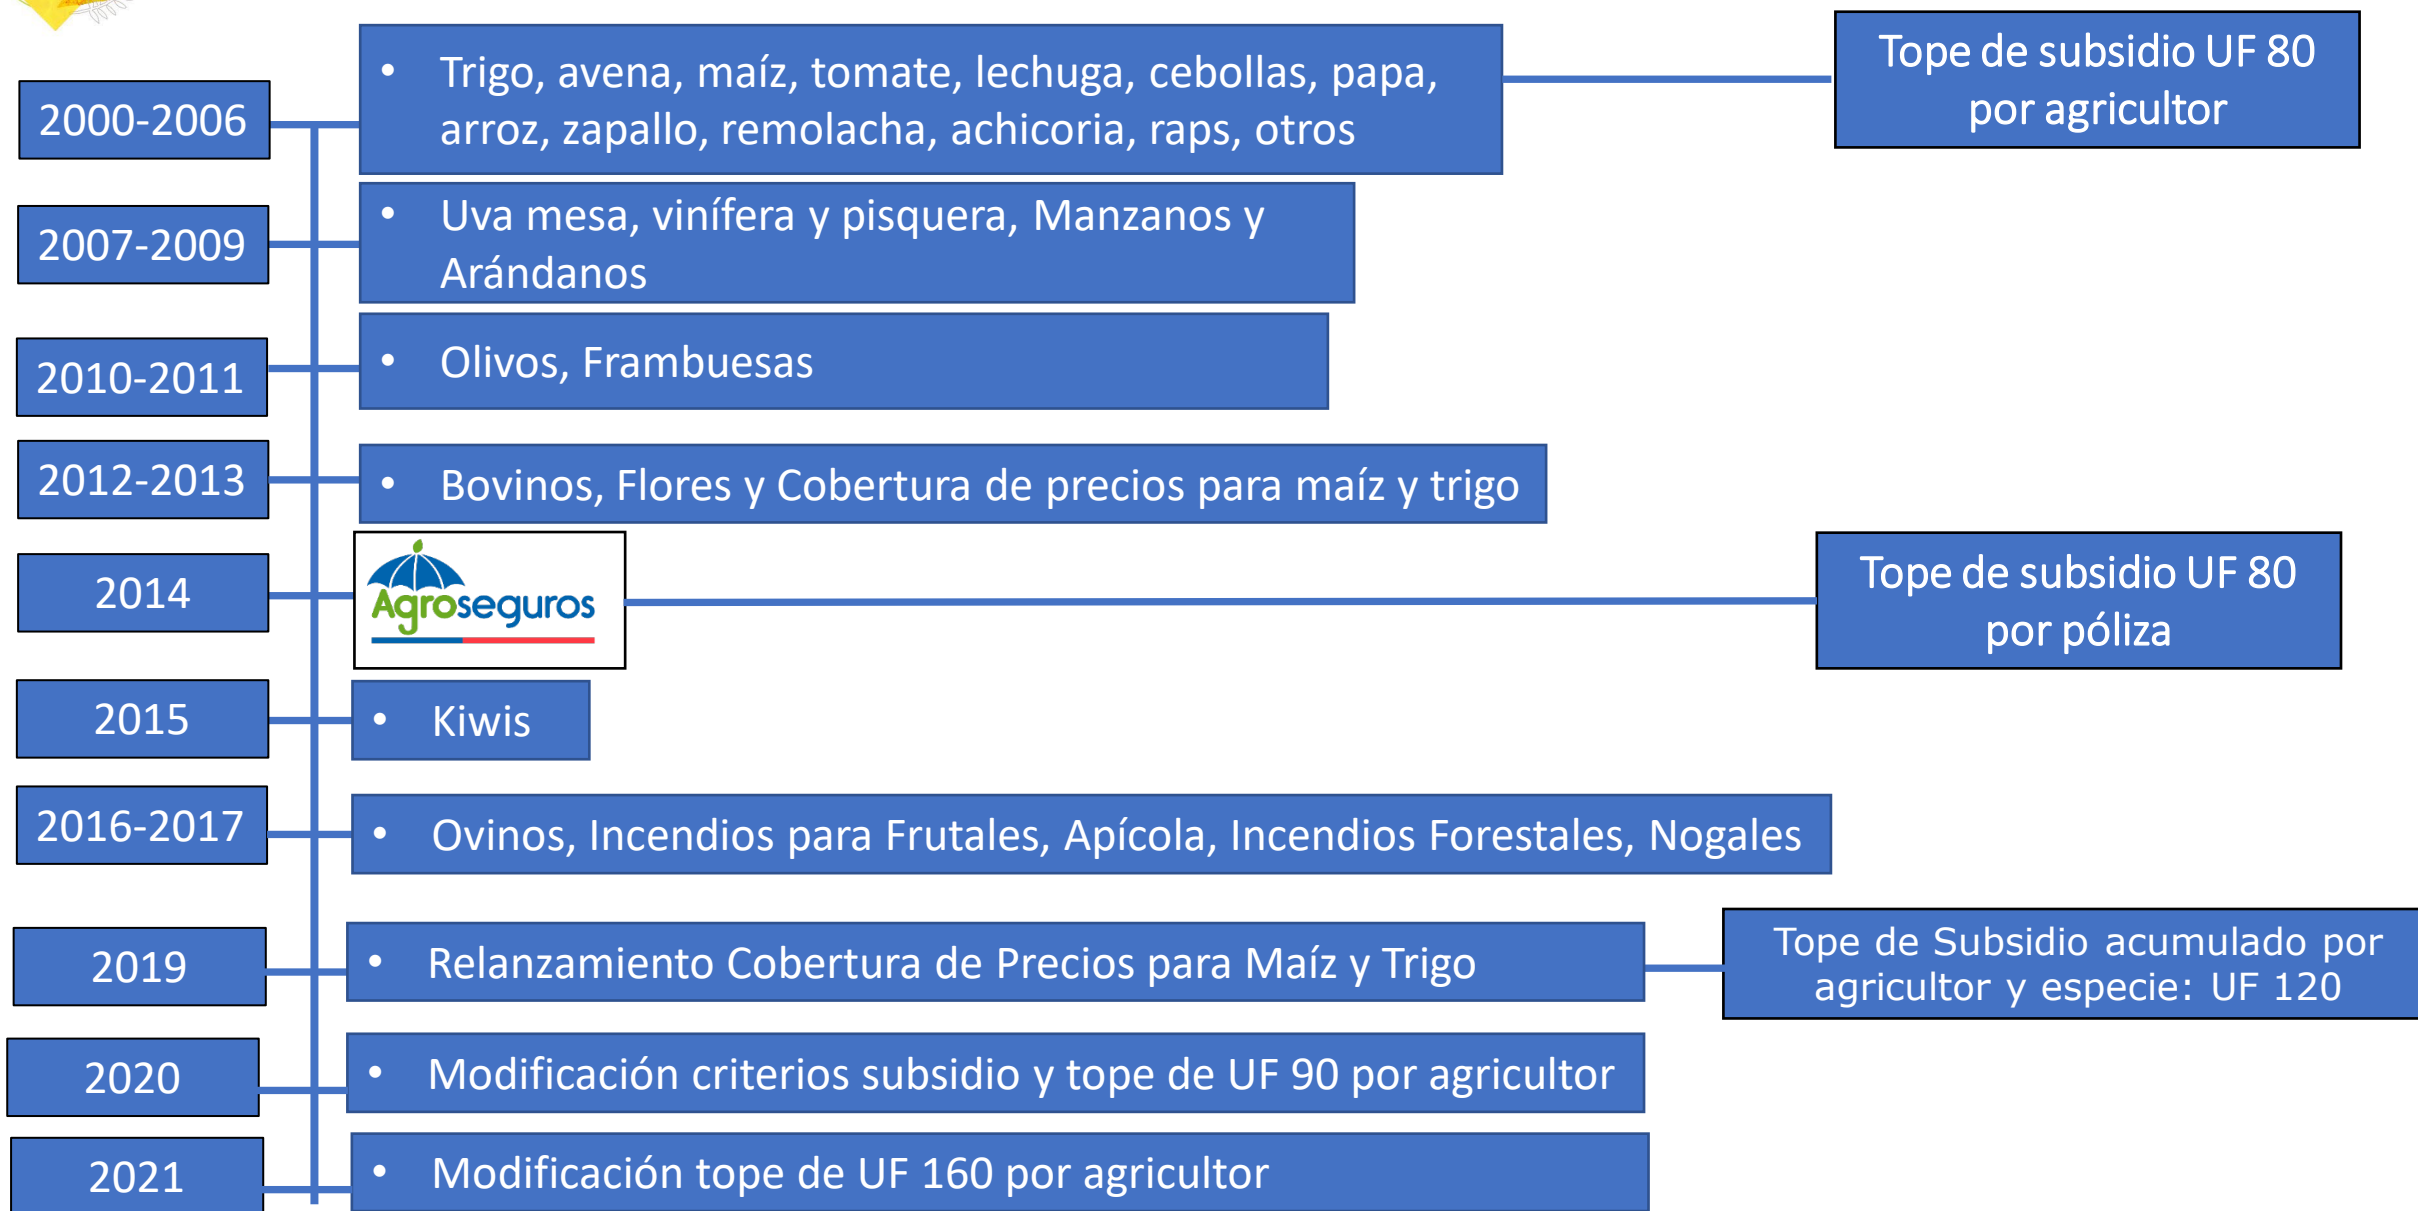 2000-2006
Trigo, avena, maíz, tomate, lechuga, cebollas, papa,
arroz, zapallo, remolacha, achicoria, raps, otros
Tope de subsidio UF 80
por agricultor
2007-2009
Uva mesa, vinífera y pisquera, Manzanos y
Arándanos
2010-2011
Olivos, Frambuesas
2012-2013
Bovinos, Flores y Cobertura de precios para maíz y trigo
2014
Agroseguros
Tope de subsidio UF 80
por póliza
2015
Kiwis
2016-2017
Ovinos, Incendios para Frutales, Apícola, Incendios Forestales, Nogales
2019
Relanzamiento Cobertura de Precios para Maíz y Trigo
Tope de Subsidio acumulado por
agricultor y especie: UF 120
2020
Modificación criterios subsidio y tope de UF 90 por agricultor
2021
Modificación tope de UF 160 por agricultor